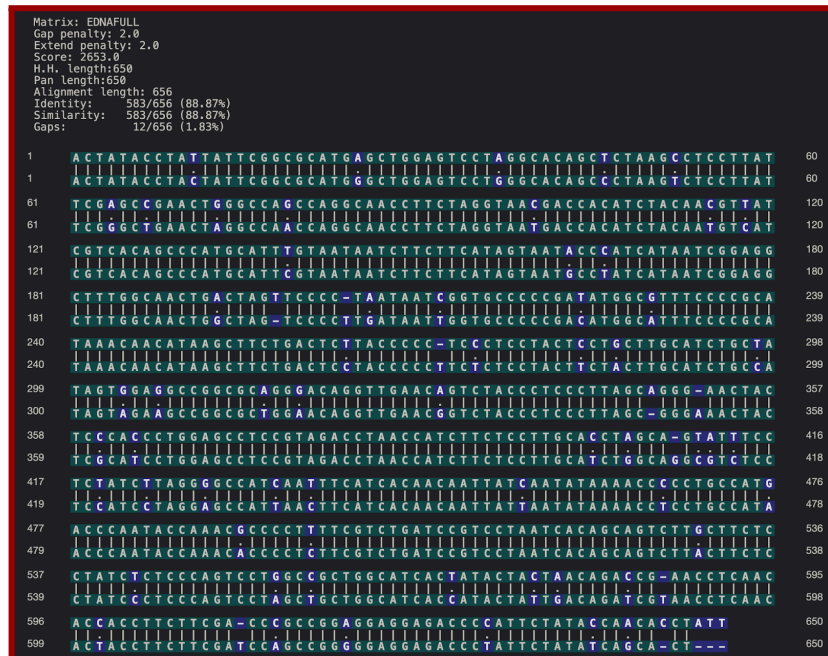 Matrix: EDNAFULL
Gap penalty: 2.0
Extend penalty: 2.0
Score: 2653.0
H.H. length:650
Pan length:650
Alignment length: 656
Identity: 583/656 (88.87%)
Similarity: 583/656 (88.87%)
Gaps: 12/656 (1.83%)
1 ACTATACCTATTATTCGGCGCATGAGCTGGAGTCCTAGGCACAGCTCTAAGCCTCCTTAT 60
1 ACTATACCTACTATTCGGCGCATGGGCTGGAGTCCTGGGCACAGCCCTAAGTCTCCTTAT 60
61 TCGAGCCGAACTGGGCCAGCCAGGCAACCTTCTAGGTAACGACCACATCTACAACGTTAT 120
61 TCGGGCTGAACTAGGCCAACCAGGCAACCTTCTAGGTAATGACCACATCTACAATGTCAT 120
121 CGTCACAGCCCATGCATTTGTAATAATCTTCTTCATAGTAATACCCATCATAATCGGAGG 180
121 CGTCACAGCCCATGCATTCGTAATAATCTTCTTCATAGTAATGCCTATCATAATCGGAGG 180
181 CTTTGGCAACTGACTAGTTCCCC-TAATAATCGGTGCCCCCGATATGGCGTTTCCCCGCA 239
181 CTTTGGCAACTGGCTAG-TCCCCTTGATAATTGGTGCCCCCGACATGGCATTTCCCCGCA 239
240 TAAACAACATAAGCTTCTGACTCTTACCCCC-TCCCTCCTACTCCTGCTTGCATCTGCTA 298
240 TAAACAACATAAGCTTCTGACTCCTACCCCCTTCTCTCCTACTTCTACTTGCATCTGCCA 299
299 TAGTGGAGGCCGGCGCAGGGACAGGTTGAACAGTCTACCCTCCCTTAGCAGGG-AACTAC 357
300 TAGTAGAAGCCGGCGCTGGAACAGGTTGAACGGTCTACCCTCCCTTAGC-GGGAAACTAC 358
358 TCCCACCCTGGAGCCTCCGTAGACCTAACCATCTTCTCCTTGCACCTAGCA-GTATTTCC 416
359 TCGCATCCTGGAGCCTCCGTAGACCTAACCATCTTCTCCTTGCATCTGGCAGGCGTCTCC 418
417 TCTATCTTAGGGGCCATCAATTTCATCACAACAATTATCAATATAAAACCCCCTGCCATG 476
419 TCCATCCTAGGAGCCATTAACTTCATCACAACAATTATTAATATAAAACCTCCTGCCATA 478
477 ACCCAATACCAAACGCCCCTTTTCGTCTGATCCGTCCTAATCACAGCAGTCTTGCTTCTC 536
479 ACCCAATACCAAACACCCCTCTTCGTCTGATCCGTCCTAATCACAGCAGTCTTACTTCTC 538
537 CTATCTCTCCCAGTCCTGGCCGCTGGCATCACTATACTACTAACAGACCG-AACCTCAAC 595
539 CTATCCCTCCCAGTCCTAGCTGCTGGCATCACCATACTATTGACAGATCGTAACCTCAAC 598
596 ACCACCTTCTTCGA-CCCGCCGGAGGAGGAGACCCCATTCTATACCAACACCTATT 650
599 ACTACCTTCTTCGATCCAGCCGGGGGAGGAGACCCTATTCTATATCAGCA-CT--- 650